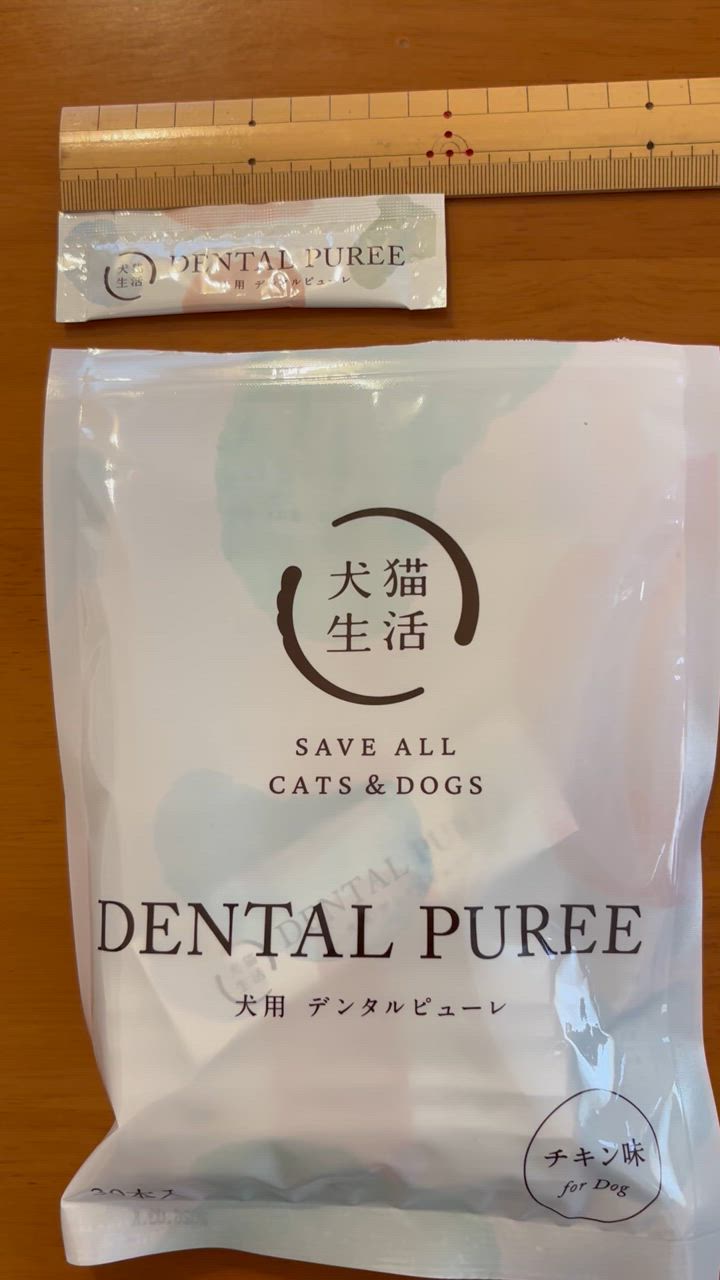 犬猫
生活
DENTAL PUREE
用 デンタルピューレ
犬猫
生活
SAVE ALL
CATS & DOGS
DENTAL PUREE
犬用 デンタルピューレ
チキン味
for Dog